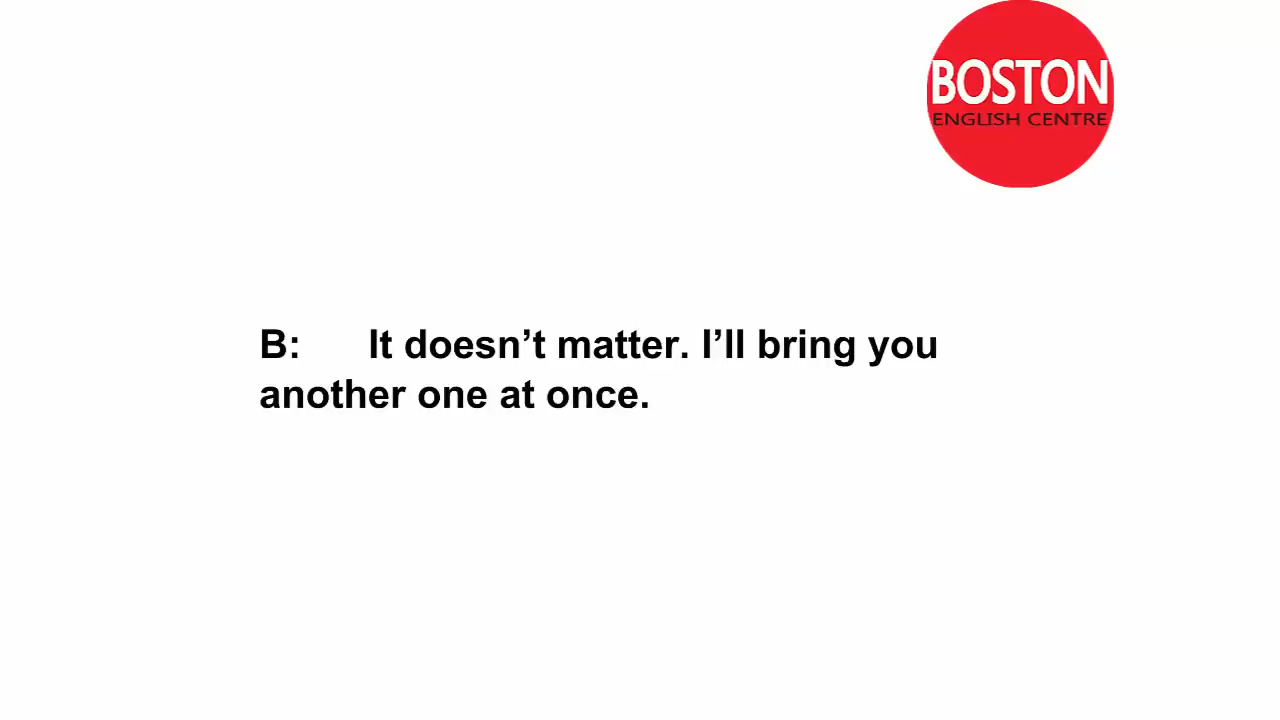 BOSTON
ENGLISH CENTRE
B: It doesn’t matter. I’ll bring you
another one at once.